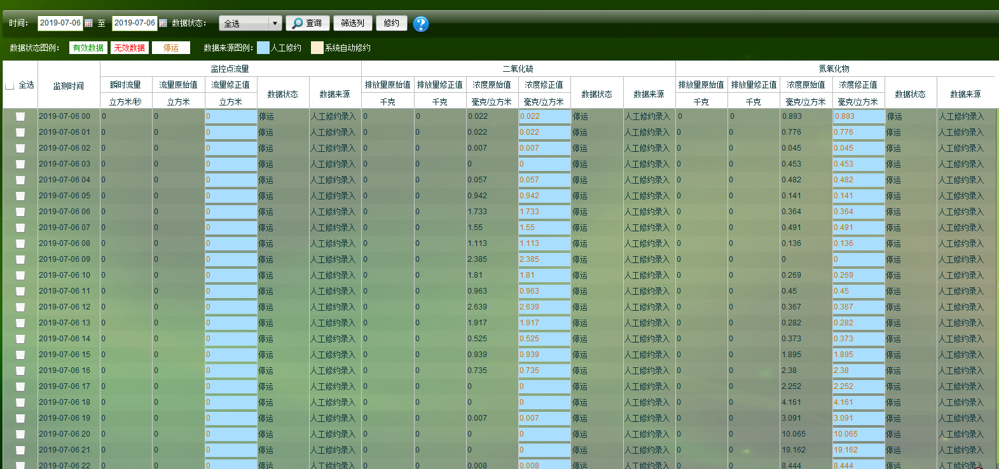 时间： 2019-07-06 至 2019-07-06 数据状态： 全选 查询 筛选列 修约 ?
数据状态图例： 有效数据 无效数据 停运 数据来源图例： 人工修约 系统自动修约
监控点流量 二氧化硫 氮氧化物
全选 监测时间 瞬时流量 流量原始值 流量修正值 数据状态 数据来源 排放量原始值 排放量修正值 浓度原始值 浓度修正值 数据状态 数据来源 排放量原始值 排放量修正值 浓度原始值 浓度修正值 数据状态 数据来源
立方米/秒 立方米 立方米 千克 千克 毫克/立方米 毫克/立方米 千克 千克 毫克/立方米 毫克/立方米
2019-07-06 00 0 0 0 停运 人工修约录入 0 0 0.022 0.022 停运 人工修约录入 0 0 0.893 0.893 停运 人工修约录入
2019-07-06 01 0 0 0 停运 人工修约录入 0 0 0.022 0.022 停运 人工修约录入 0 0 0.776 0.776 停运 人工修约录入
2019-07-06 02 0 0 0 停运 人工修约录入 0 0 0.007 0.007 停运 人工修约录入 0 0 0.045 0.045 停运 人工修约录入
2019-07-06 03 0 0 0 停运 人工修约录入 0 0 0 0 停运 人工修约录入 0 0 0.453 0.453 停运 人工修约录入
2019-07-06 04 0 0 0 停运 人工修约录入 0 0 0.057 0.057 停运 人工修约录入 0 0 0.482 0.482 停运 人工修约录入
2019-07-06 05 0 0 0 停运 人工修约录入 0 0 0.942 0.942 停运 人工修约录入 0 0 0.141 0.141 停运 人工修约录入
2019-07-06 06 0 0 0 停运 人工修约录入 0 0 1.733 1.733 停运 人工修约录入 0 0 0.364 0.364 停运 人工修约录入
2019-07-06 07 0 0 0 停运 人工修约录入 0 0 1.55 1.55 停运 人工修约录入 0 0 0.491 0.491 停运 人工修约录入
2019-07-06 08 0 0 0 停运 人工修约录入 0 0 1.113 1.113 停运 人工修约录入 0 0 0.136 0.136 停运 人工修约录入
2019-07-06 09 0 0 0 停运 人工修约录入 0 0 2.385 2.385 停运 人工修约录入 0 0 0 0 停运 人工修约录入
2019-07-06 10 0 0 0 停运 人工修约录入 0 0 1.81 1.81 停运 人工修约录入 0 0 0.269 0.269 停运 人工修约录入
2019-07-06 11 0 0 0 停运 人工修约录入 0 0 0.963 0.963 停运 人工修约录入 0 0 0.45 0.45 停运 人工修约录入
2019-07-06 12 0 0 0 停运 人工修约录入 0 0 2.639 2.639 停运 人工修约录入 0 0 0.367 0.367 停运 人工修约录入
2019-07-06 13 0 0 0 停运 人工修约录入 0 0 1.917 1.917 停运 人工修约录入 0 0 0.282 0.282 停运 人工修约录入
2019-07-06 14 0 0 0 停运 人工修约录入 0 0 0.525 0.525 停运 人工修约录入 0 0 0.373 0.373 停运 人工修约录入
2019-07-06 15 0 0 0 停运 人工修约录入 0 0 0.939 0.939 停运 人工修约录入 0 0 1.895 1.895 停运 人工修约录入
2019-07-06 16 0 0 0 停运 人工修约录入 0 0 0.735 0.735 停运 人工修约录入 0 0 2.38 2.38 停运 人工修约录入
2019-07-06 17 0 0 0 停运 人工修约录入 0 0 0 0 停运 人工修约录入 0 0 2.252 2.252 停运 人工修约录入
2019-07-06 18 0 0 0 停运 人工修约录入 0 0 0 0 停运 人工修约录入 0 0 4.161 4.161 停运 人工修约录入
2019-07-06 19 0 0 0 停运 人工修约录入 0 0 0.007 0.007 停运 人工修约录入 0 0 3.091 3.091 停运 人工修约录入
2019-07-06 20 0 0 0 停运 人工修约录入 0 0 0 0 停运 人工修约录入 0 0 10.065 10.065 停运 人工修约录入
2019-07-06 21 0 0 0 停运 人工修约录入 0 0 0 0 停运 人工修约录入 0 0 19.162 19.162 停运 人工修约录入
2019-07-06 22 0 0 0 停运 人工修约录入 0 0 0.008 0.008 停运 人工修约录入 0 0 8.444 8.444 停运 人工修约录入